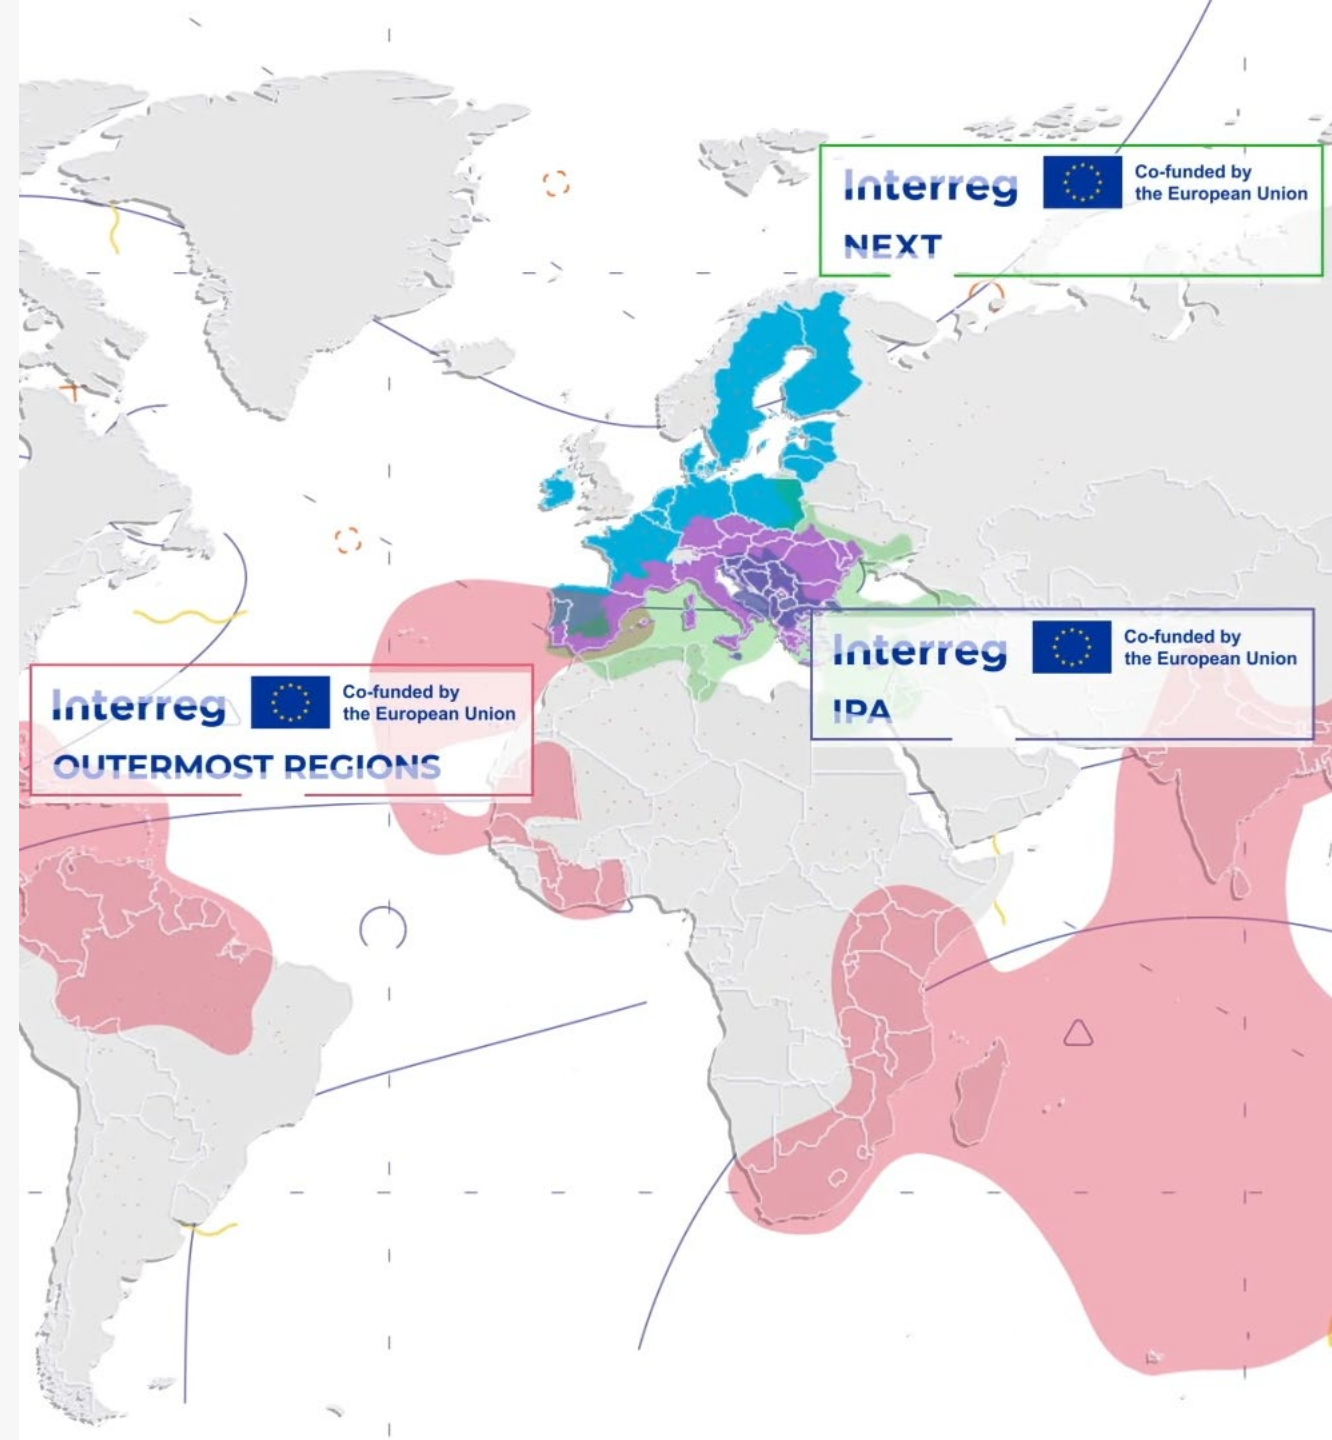 Interreg
Co-funded by
the European Union
NEXT
Interreg
Co-funded by
the European Union
IPA
Interreg
Co-funded by
the European Union
OUTERMOST REGIONS